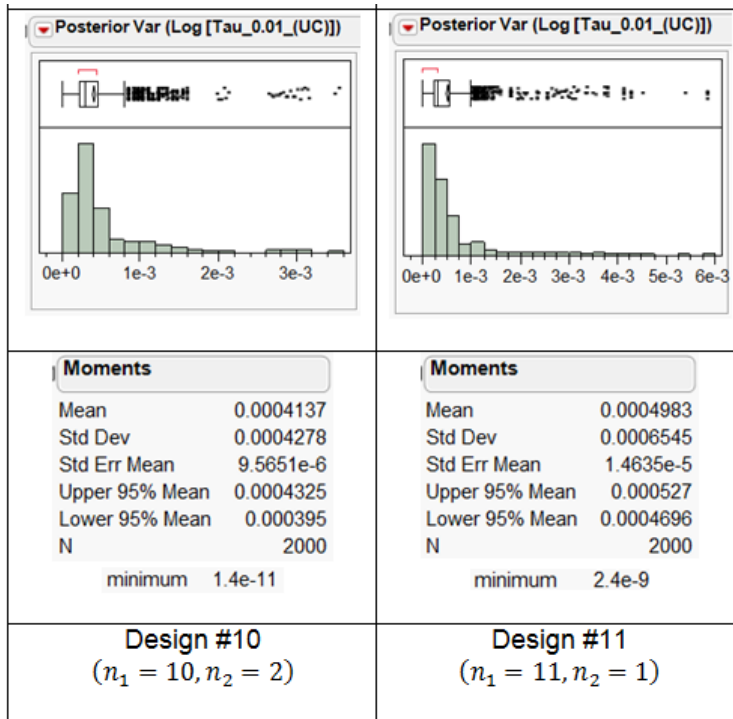 Posterior Var (Log [Tau_0.01_(UC)])
0e+0 1e-3 2e-3 3e-3
Moments
Mean 0.0004137
Std Dev 0.0004278
Std Err Mean 9.5651e-6
Upper 95% Mean 0.0004325
Lower 95% Mean 0.000395
N 2000
minimum 1.4e-11
Design #10
(n₁ = 10, n₂ = 2)
Posterior Var (Log [Tau_0.01_(UC)])
0e+0 1e-3 2e-3 3e-3 4e-3 5e-3 6e-3
Moments
Mean 0.0004983
Std Dev 0.0006545
Std Err Mean 1.4635e-5
Upper 95% Mean 0.000527
Lower 95% Mean 0.0004696
N 2000
minimum 2.4e-9
Design #11
(n₁ = 11, n₂ = 1)